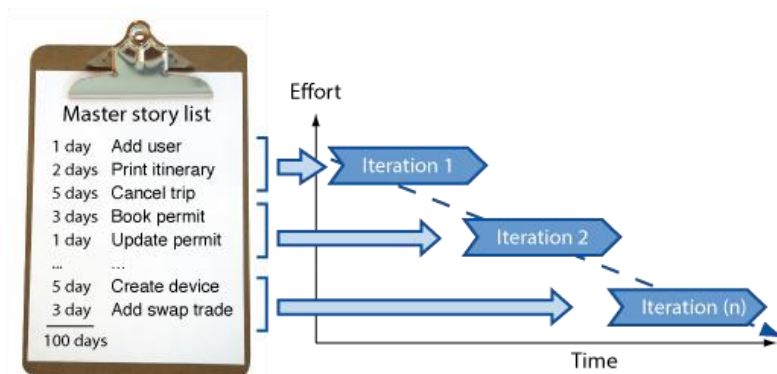 Master story list
1 day Add user
2 days Print itinerary
5 days Cancel trip
3 days Book permit
1 day Update permit
... ...
5 day Create device
3 day Add swap trade
100 days
Effort
Iteration 1
Iteration 2
Iteration (n)
Time